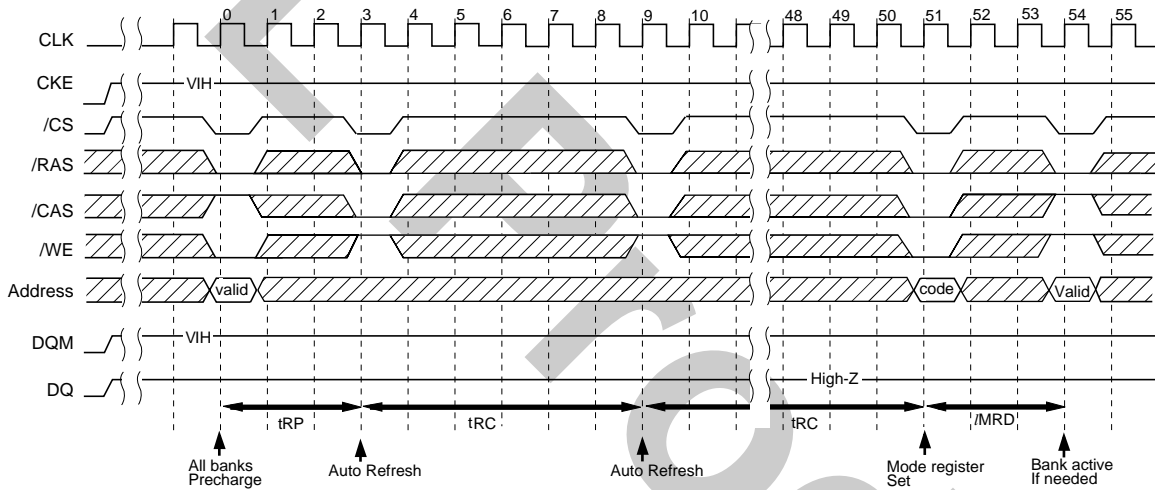 0 1 2 3 4 5 6 7 8 9 10 48 49 50 51 52 53 54 55
CLK
CKE VIH
/CS
/RAS
/CAS
/WE
Address valid code Valid
DQM VIH
DQ High-Z
tRP tRC tRC lMRD
All banks
Precharge
Auto Refresh
Auto Refresh
Mode register
Set
Bank active
If needed